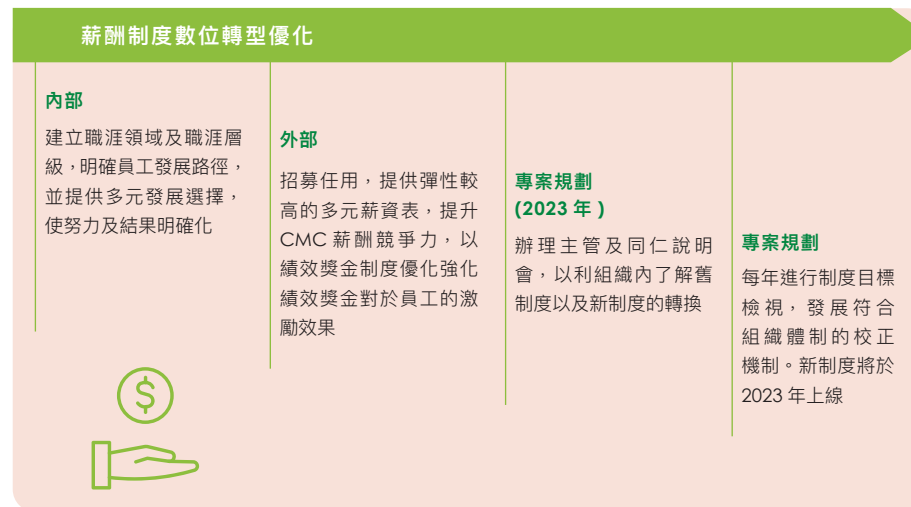 薪酬制度數位轉型優化
內部
建立職涯領域及職涯層
級，明確員工發展路徑，
並提供多元發展選擇，
使努力及結果明確化
外部
招募任用，提供彈性較
高的多元薪資表，提升
CMC 薪酬競爭力，以
績效獎金制度優化強化
績效獎金對於員工的激
勵效果
專案規劃
(2023 年 )
辦理主管及同仁說明
會，以利組織內了解舊
制度以及新制度的轉換
專案規劃
每年進行制度目標
檢視，發展符合
組織體制的校正
機制。新制度將於
2023 年上線
$